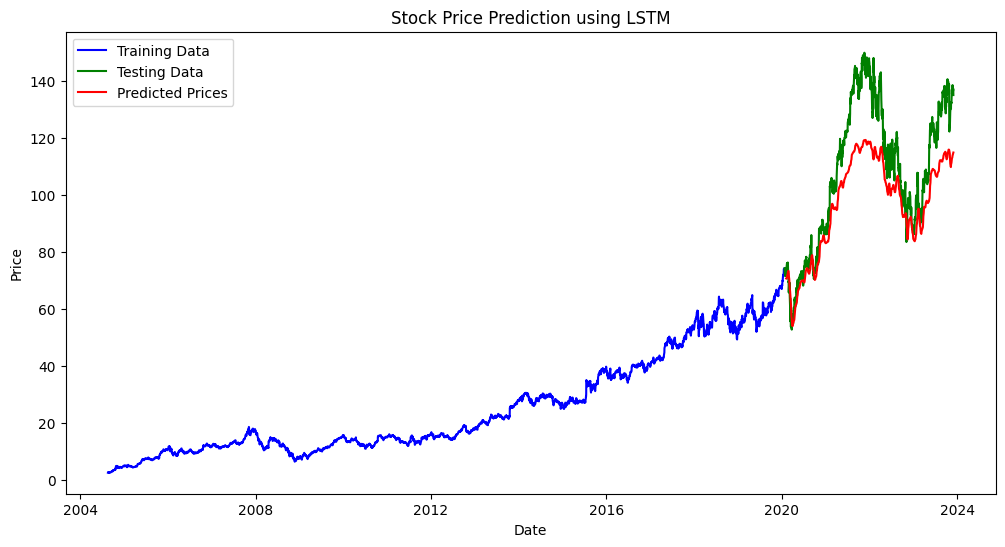 Stock Price Prediction using LSTM
Training Data
Testing Data
Predicted Prices
Price
140
120
100
80
60
40
20
0
2004 2008 2012 2016 2020 2024
Date